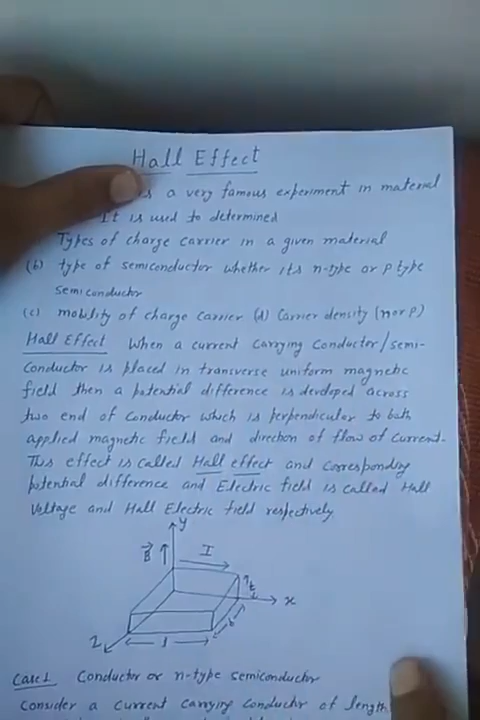 Hall Effect
is a very famous experiment in material
It is used to determined
Types of charge carrier in a given material
(b) type of semiconductor whether its n-type or p type
semiconductor
(c) mobility of charge carrier (d) Carrier density (n or p)
Hall Effect When a current carrying conductor/semi-
Conductor is placed in transverse uniform magnetic
field then a potential difference is developed across
two end of conductor which is perpendicular to both
applied magnetic field and direction of flow of current.
This effect is called Hall effect and corresponding
potential difference and Electric field is called Hall
Voltage and Hall Electric field respectively
y
B I
t
x
z l
Case 1 Conductor or n-type semiconductor
Consider a current carrying conductor of length